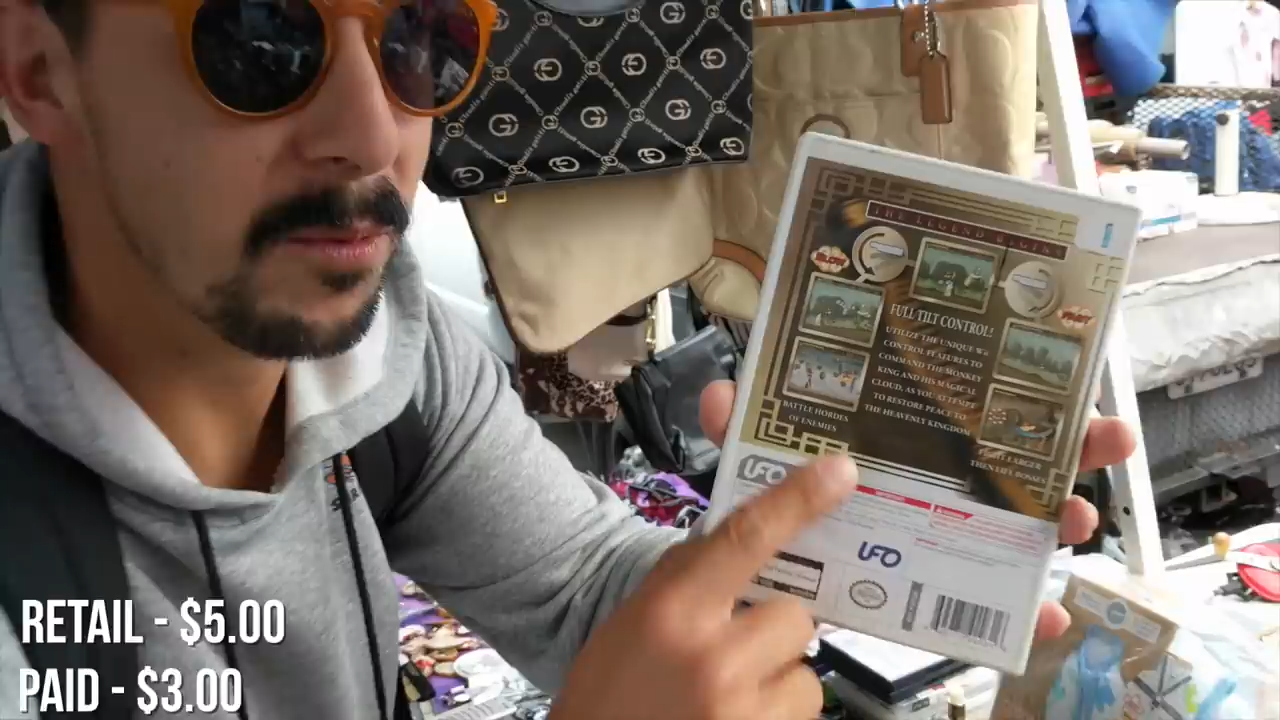 THE LEGEND BEGINS
SLOW
FAST
FULL TILT CONTROL!
UTILIZE THE UNIQUE Wii
CONTROL FEATURES TO
COMMAND THE MONKEY
KING AND HIS MAGICAL
CLOUD, AS YOU ATTEMPT
TO RESTORE PEACE TO
THE HEAVENLY KINGDOM
BATTLE HORDES
OF ENEMIES
FIGHT LARGER
THEN LIFE BOSSES
UFO
UFO
RETAIL - $5.00
PAID - $3.00